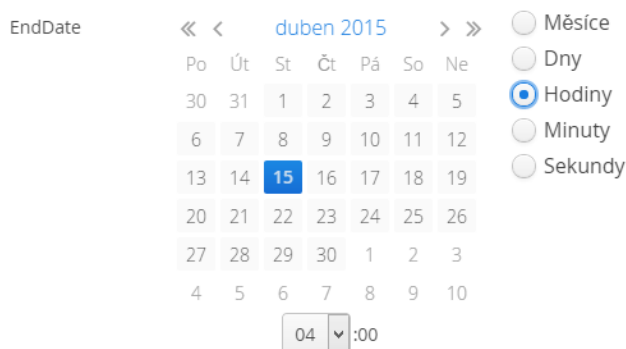 EndDate
« ‹ duben 2015 › »
Po Út St Čt Pá So Ne
30 31 1 2 3 4 5
6 7 8 9 10 11 12
13 14 15 16 17 18 19
20 21 22 23 24 25 26
27 28 29 30 1 2 3
4 5 6 7 8 9 10
04 :00
Měsíce
Dny
Hodiny
Minuty
Sekundy